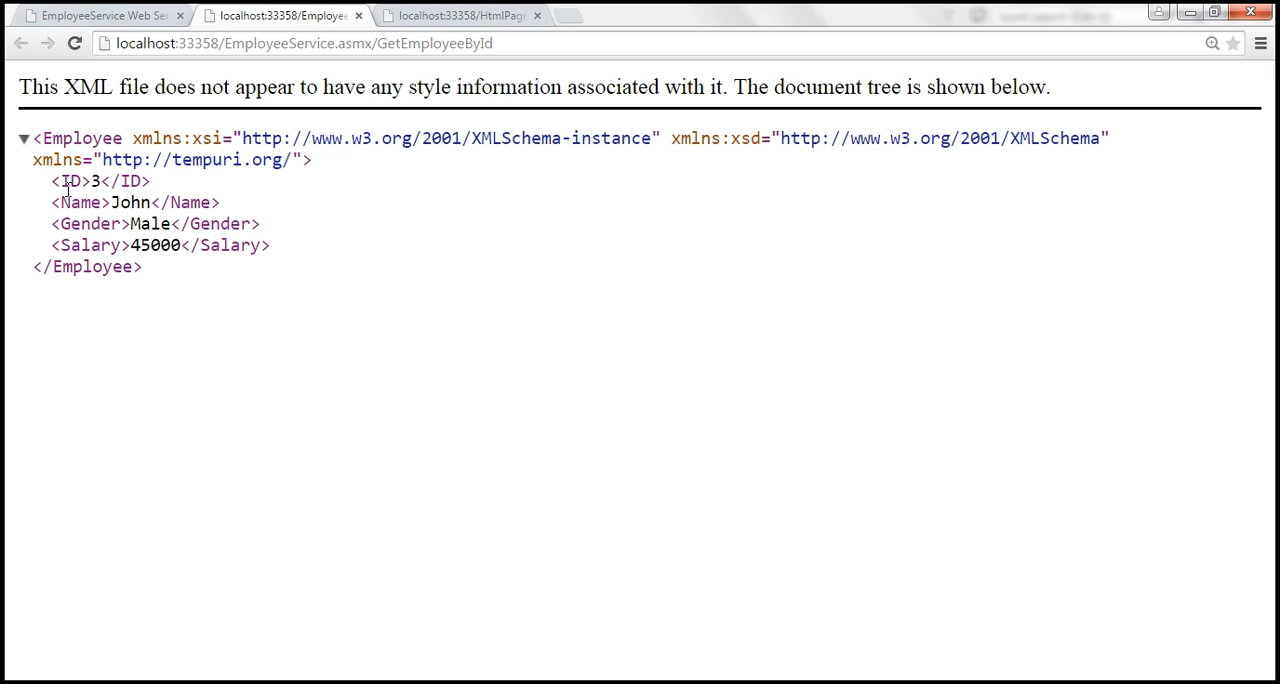 EmployeeService Web Se
localhost:33358/Employee
localhost:33358/HtmlPage
localhost:33358/EmployeeService.asmx/GetEmployeeById
This XML file does not appear to have any style information associated with it. The document tree is shown below.
▼<Employee xmlns:xsi="http://www.w3.org/2001/XMLSchema-instance" xmlns:xsd="http://www.w3.org/2001/XMLSchema"
xmlns="http://tempuri.org/">
<ID>3</ID>
<Name>John</Name>
<Gender>Male</Gender>
<Salary>45000</Salary>
</Employee>